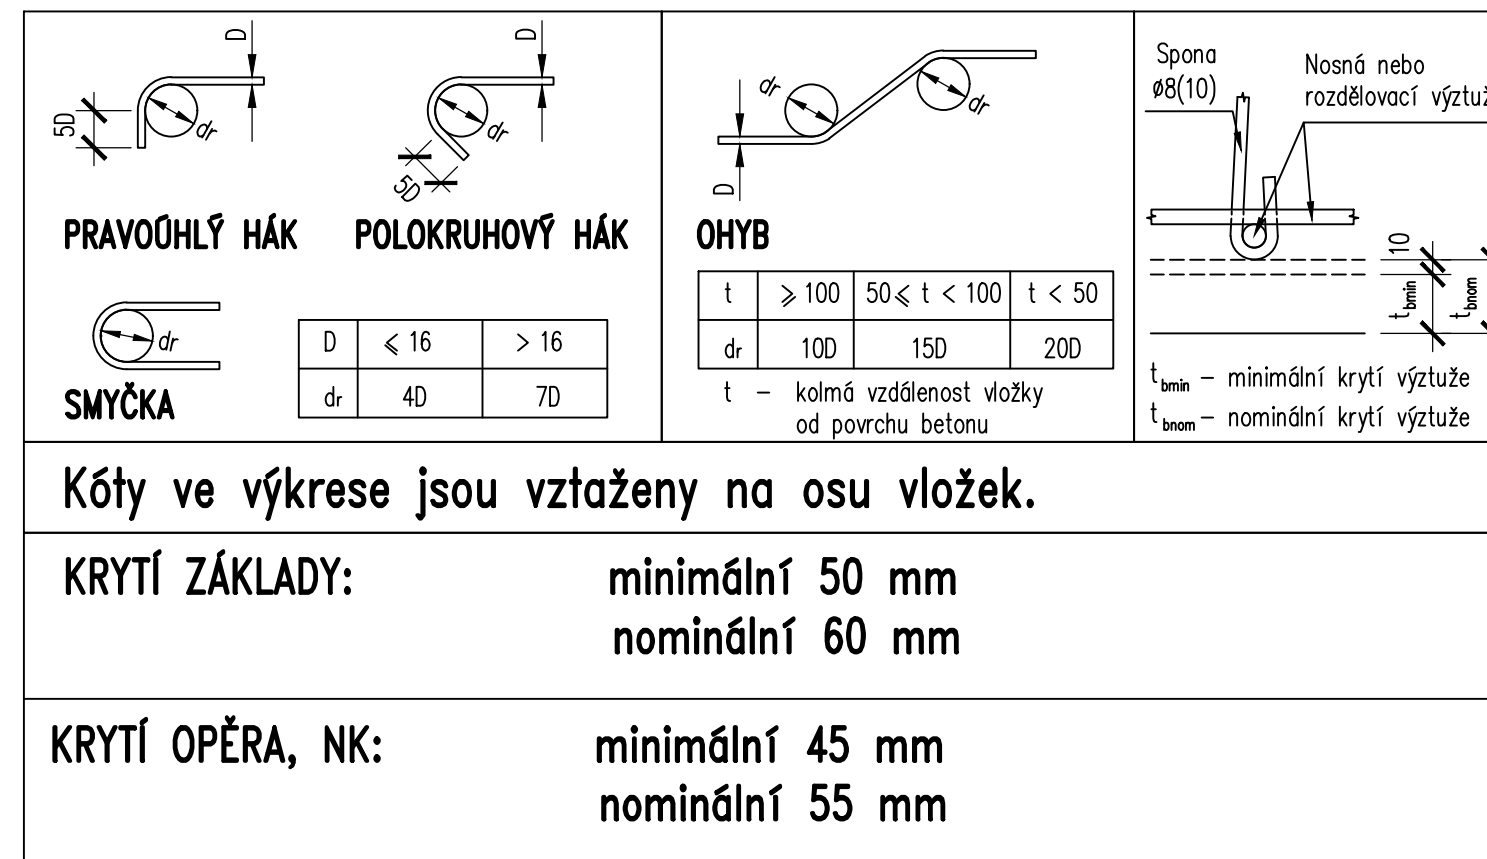 D
5D
dr
PRAVOÚHLÝ HÁK
D
5D
dr
POLOKRUHOVÝ HÁK
dr
SMYČKA
D ⩽ 16 > 16
dr 4D 7D
dr
dr
D
OHYB
t ⩾ 100 50 ⩽ t < 100 t < 50
dr 10D 15D 20D
t – kolmá vzdálenost vložky
od povrchu betonu
Spona
ø8(10)
Nosná nebo
rozdělovací
10
tbmin
tbnom
tbmin – minimální krytí výztuže
tbnom – nominální krytí výztuže
Kóty ve výkrese jsou vztaženy na osu vložek.
KRYTÍ ZÁKLADY: minimální 50 mm
nominální 60 mm
KRYTÍ OPĚRA, NK: minimální 45 mm
nominální 55 mm